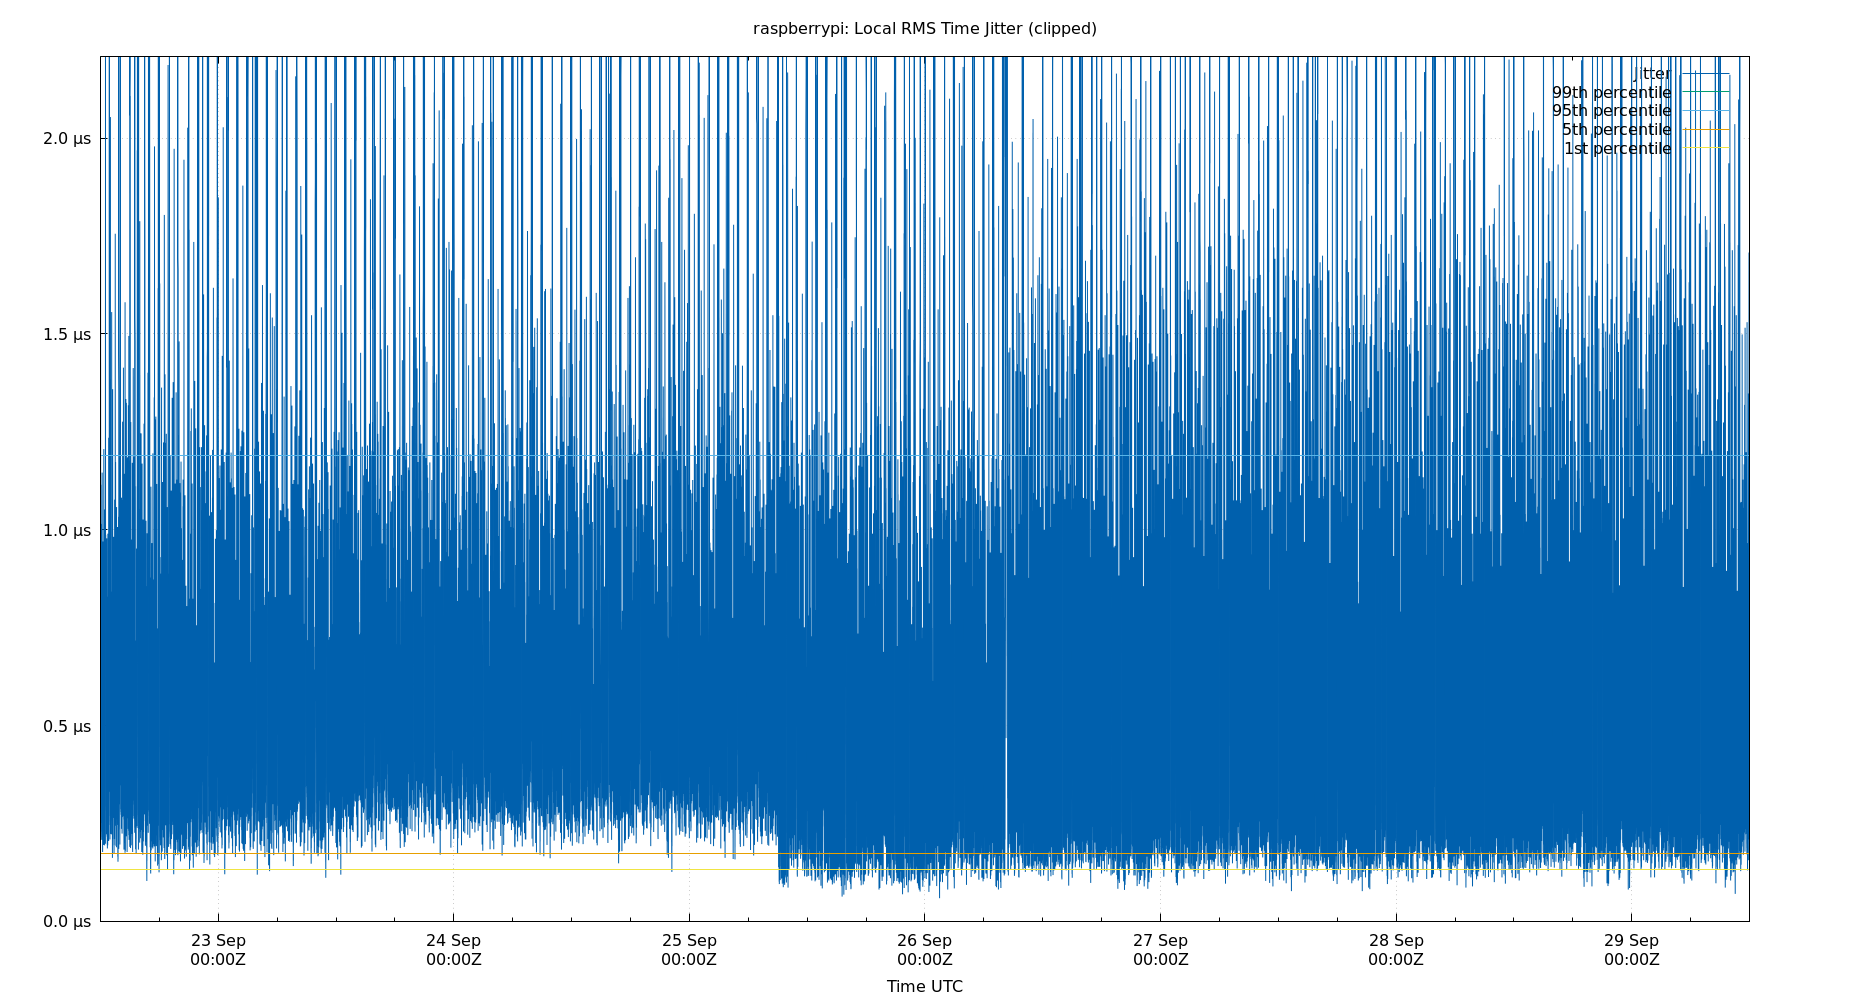 raspberrypi: Local RMS Time Jitter (clipped)
jitter
99th percentile
95th percentile
5th percentile
1st percentile
2.0 µs
1.5 µs
1.0 µs
0.5 µs
0.0 µs
23 Sep
00:00Z
24 Sep
00:00Z
25 Sep
00:00Z
26 Sep
00:00Z
27 Sep
00:00Z
28 Sep
00:00Z
29 Sep
00:00Z
Time UTC